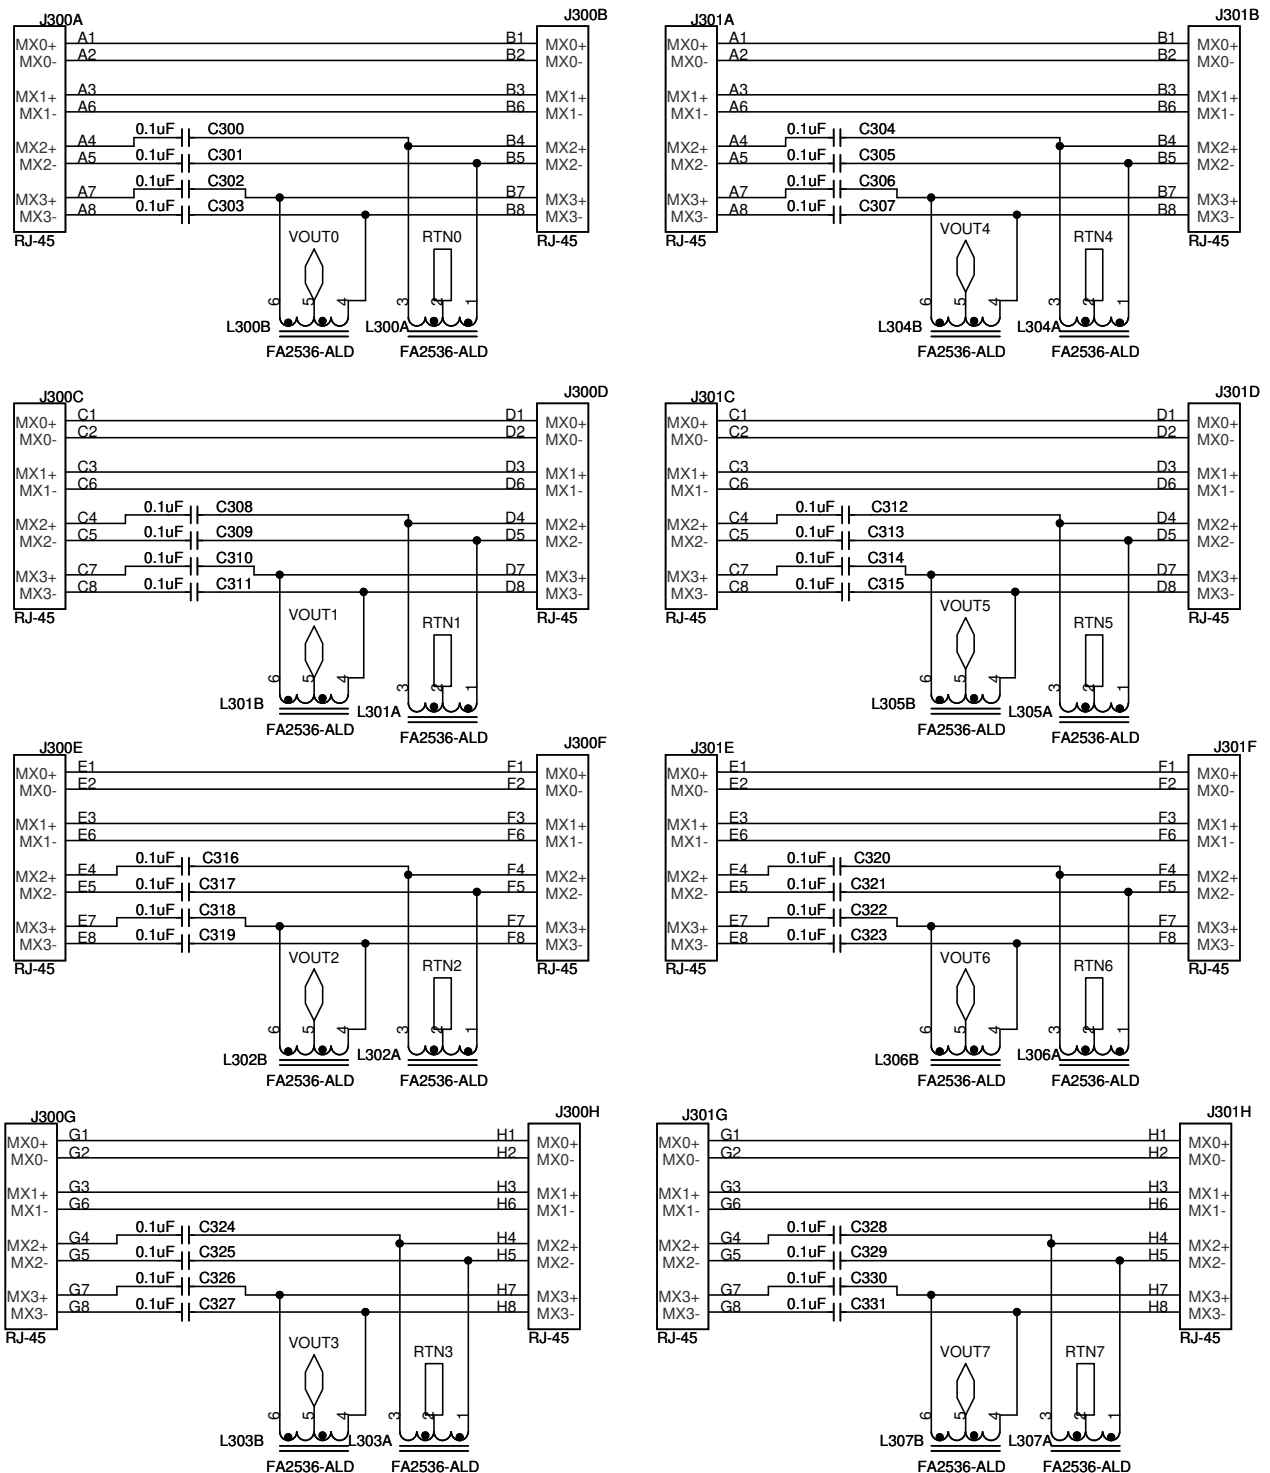 J300A J300B
MX0+ A1 B1 MX0+
MX0- A2 B2 MX0-
MX1+ A3 B3 MX1+
MX1- A6 B6 MX1-
0.1uF C300
MX2+ A4 B4 MX2+
0.1uF C301
MX2- A5 B5 MX2-
0.1uF C302
MX3+ A7 B7 MX3+
0.1uF C303
MX3- A8 B8 MX3-
RJ-45 RJ-45
VOUT0 RTN0
6 5 4 3 2 1
L300B L300A
FA2536-ALD FA2536-ALD
J301A J301B
MX0+ A1 B1 MX0+
MX0- A2 B2 MX0-
MX1+ A3 B3 MX1+
MX1- A6 B6 MX1-
0.1uF C304
MX2+ A4 B4 MX2+
0.1uF C305
MX2- A5 B5 MX2-
0.1uF C306
MX3+ A7 B7 MX3+
0.1uF C307
MX3- A8 B8 MX3-
RJ-45 RJ-45
VOUT4 RTN4
6 5 4 3 2 1
L304B L304A
FA2536-ALD FA2536-ALD
J300C J300D
MX0+ C1 D1 MX0+
MX0- C2 D2 MX0-
MX1+ C3 D3 MX1+
MX1- C6 D6 MX1-
0.1uF C308
MX2+ C4 D4 MX2+
0.1uF C309
MX2- C5 D5 MX2-
0.1uF C310
MX3+ C7 D7 MX3+
0.1uF C311
MX3- C8 D8 MX3-
RJ-45 RJ-45
VOUT1 RTN1
6 5 4 3 2 1
L301B L301A
FA2536-ALD FA2536-ALD
J301C J301D
MX0+ C1 D1 MX0+
MX0- C2 D2 MX0-
MX1+ C3 D3 MX1+
MX1- C6 D6 MX1-
0.1uF C312
MX2+ C4 D4 MX2+
0.1uF C313
MX2- C5 D5 MX2-
0.1uF C314
MX3+ C7 D7 MX3+
0.1uF C315
MX3- C8 D8 MX3-
RJ-45 RJ-45
VOUT5 RTN5
6 5 4 3 2 1
L305B L305A
FA2536-ALD FA2536-ALD
J300E J300F
MX0+ E1 F1 MX0+
MX0- E2 F2 MX0-
MX1+ E3 F3 MX1+
MX1- E6 F6 MX1-
0.1uF C316
MX2+ E4 F4 MX2+
0.1uF C317
MX2- E5 F5 MX2-
0.1uF C318
MX3+ E7 F7 MX3+
0.1uF C319
MX3- E8 F8 MX3-
RJ-45 RJ-45
VOUT2 RTN2
6 5 4 3 2 1
L302B L302A
FA2536-ALD FA2536-ALD
J301E J301F
MX0+ E1 F1 MX0+
MX0- E2 F2 MX0-
MX1+ E3 F3 MX1+
MX1- E6 F6 MX1-
0.1uF C320
MX2+ E4 F4 MX2+
0.1uF C321
MX2- E5 F5 MX2-
0.1uF C322
MX3+ E7 F7 MX3+
0.1uF C323
MX3- E8 F8 MX3-
RJ-45 RJ-45
VOUT6 RTN6
6 5 4 3 2 1
L306B L306A
FA2536-ALD FA2536-ALD
J300G J300H
MX0+ G1 H1 MX0+
MX0- G2 H2 MX0-
MX1+ G3 H3 MX1+
MX1- G6 H6 MX1-
0.1uF C324
MX2+ G4 H4 MX2+
0.1uF C325
MX2- G5 H5 MX2-
0.1uF C326
MX3+ G7 H7 MX3+
0.1uF C327
MX3- G8 H8 MX3-
RJ-45 RJ-45
VOUT3 RTN3
6 5 4 3 2 1
L303B L303A
FA2536-ALD FA2536-ALD
J301G J301H
MX0+ G1 H1 MX0+
MX0- G2 H2 MX0-
MX1+ G3 H3 MX1+
MX1- G6 H6 MX1-
0.1uF C328
MX2+ G4 H4 MX2+
0.1uF C329
MX2- G5 H5 MX2-
0.1uF C330
MX3+ G7 H7 MX3+
0.1uF C331
MX3- G8 H8 MX3-
RJ-45 RJ-45
VOUT7 RTN7
6 5 4 3 2 1
L307B L307A
FA2536-ALD FA2536-ALD